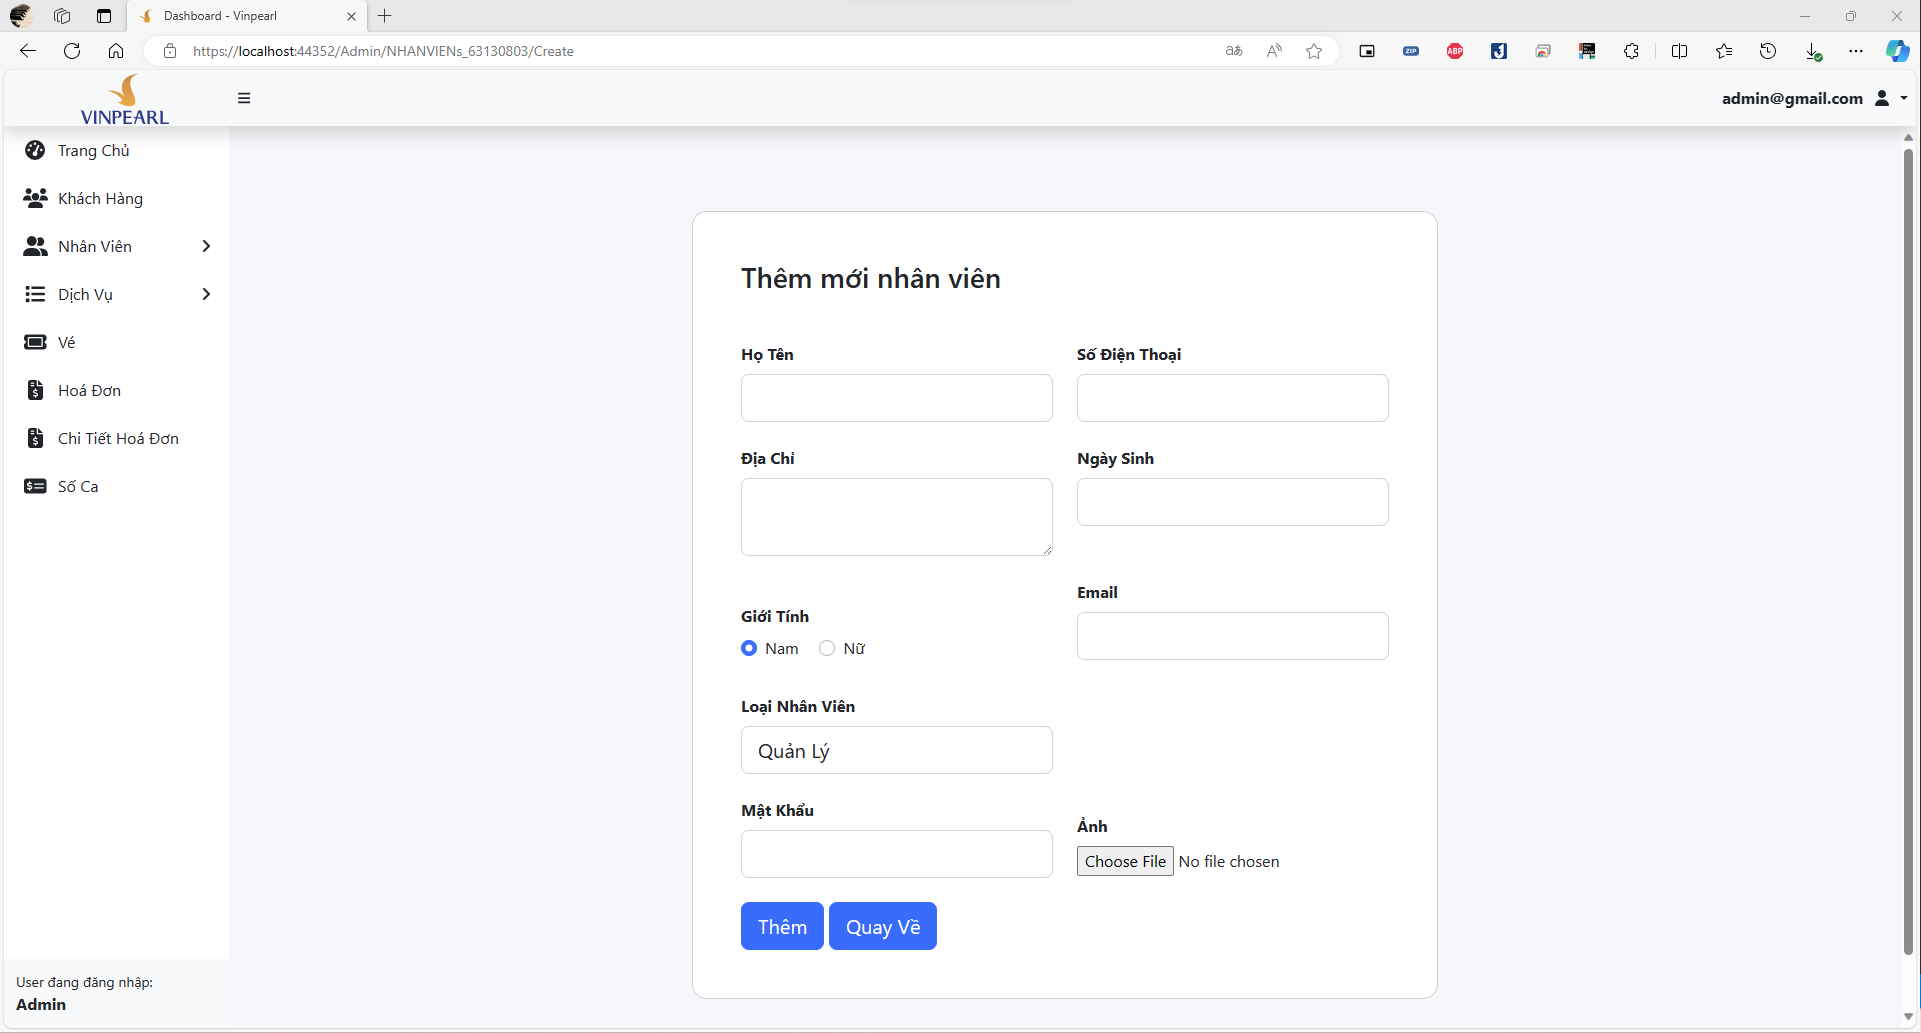 Dashboard - Vinpearl
https://localhost:44352/Admin/NHANVIENs_63130803/Create
VINPEARL
admin@gmail.com
Trang Chủ
Khách Hàng
Nhân Viên
Dịch Vụ
Vé
Hoá Đơn
Chi Tiết Hoá Đơn
Số Ca
User đang đăng nhập:
Admin
Thêm mới nhân viên
Họ Tên
Số Điện Thoại
Địa Chỉ
Ngày Sinh
Giới Tính
Nam Nữ
Email
Loại Nhân Viên
Quản Lý
Mật Khẩu
Ảnh
Choose File No file chosen
Thêm Quay Về